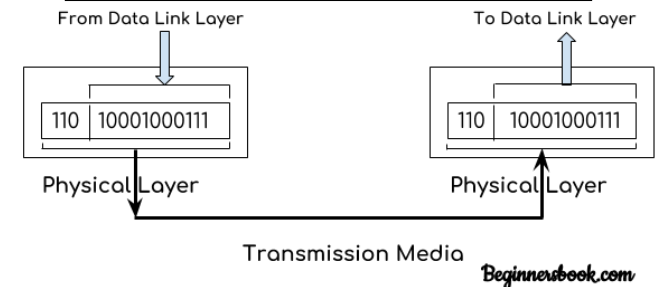 From Data Link Layer
To Data Link Layer
110 10001000111
110 10001000111
Physical Layer
Physical Layer
Transmission Media
Beginnersbook.com